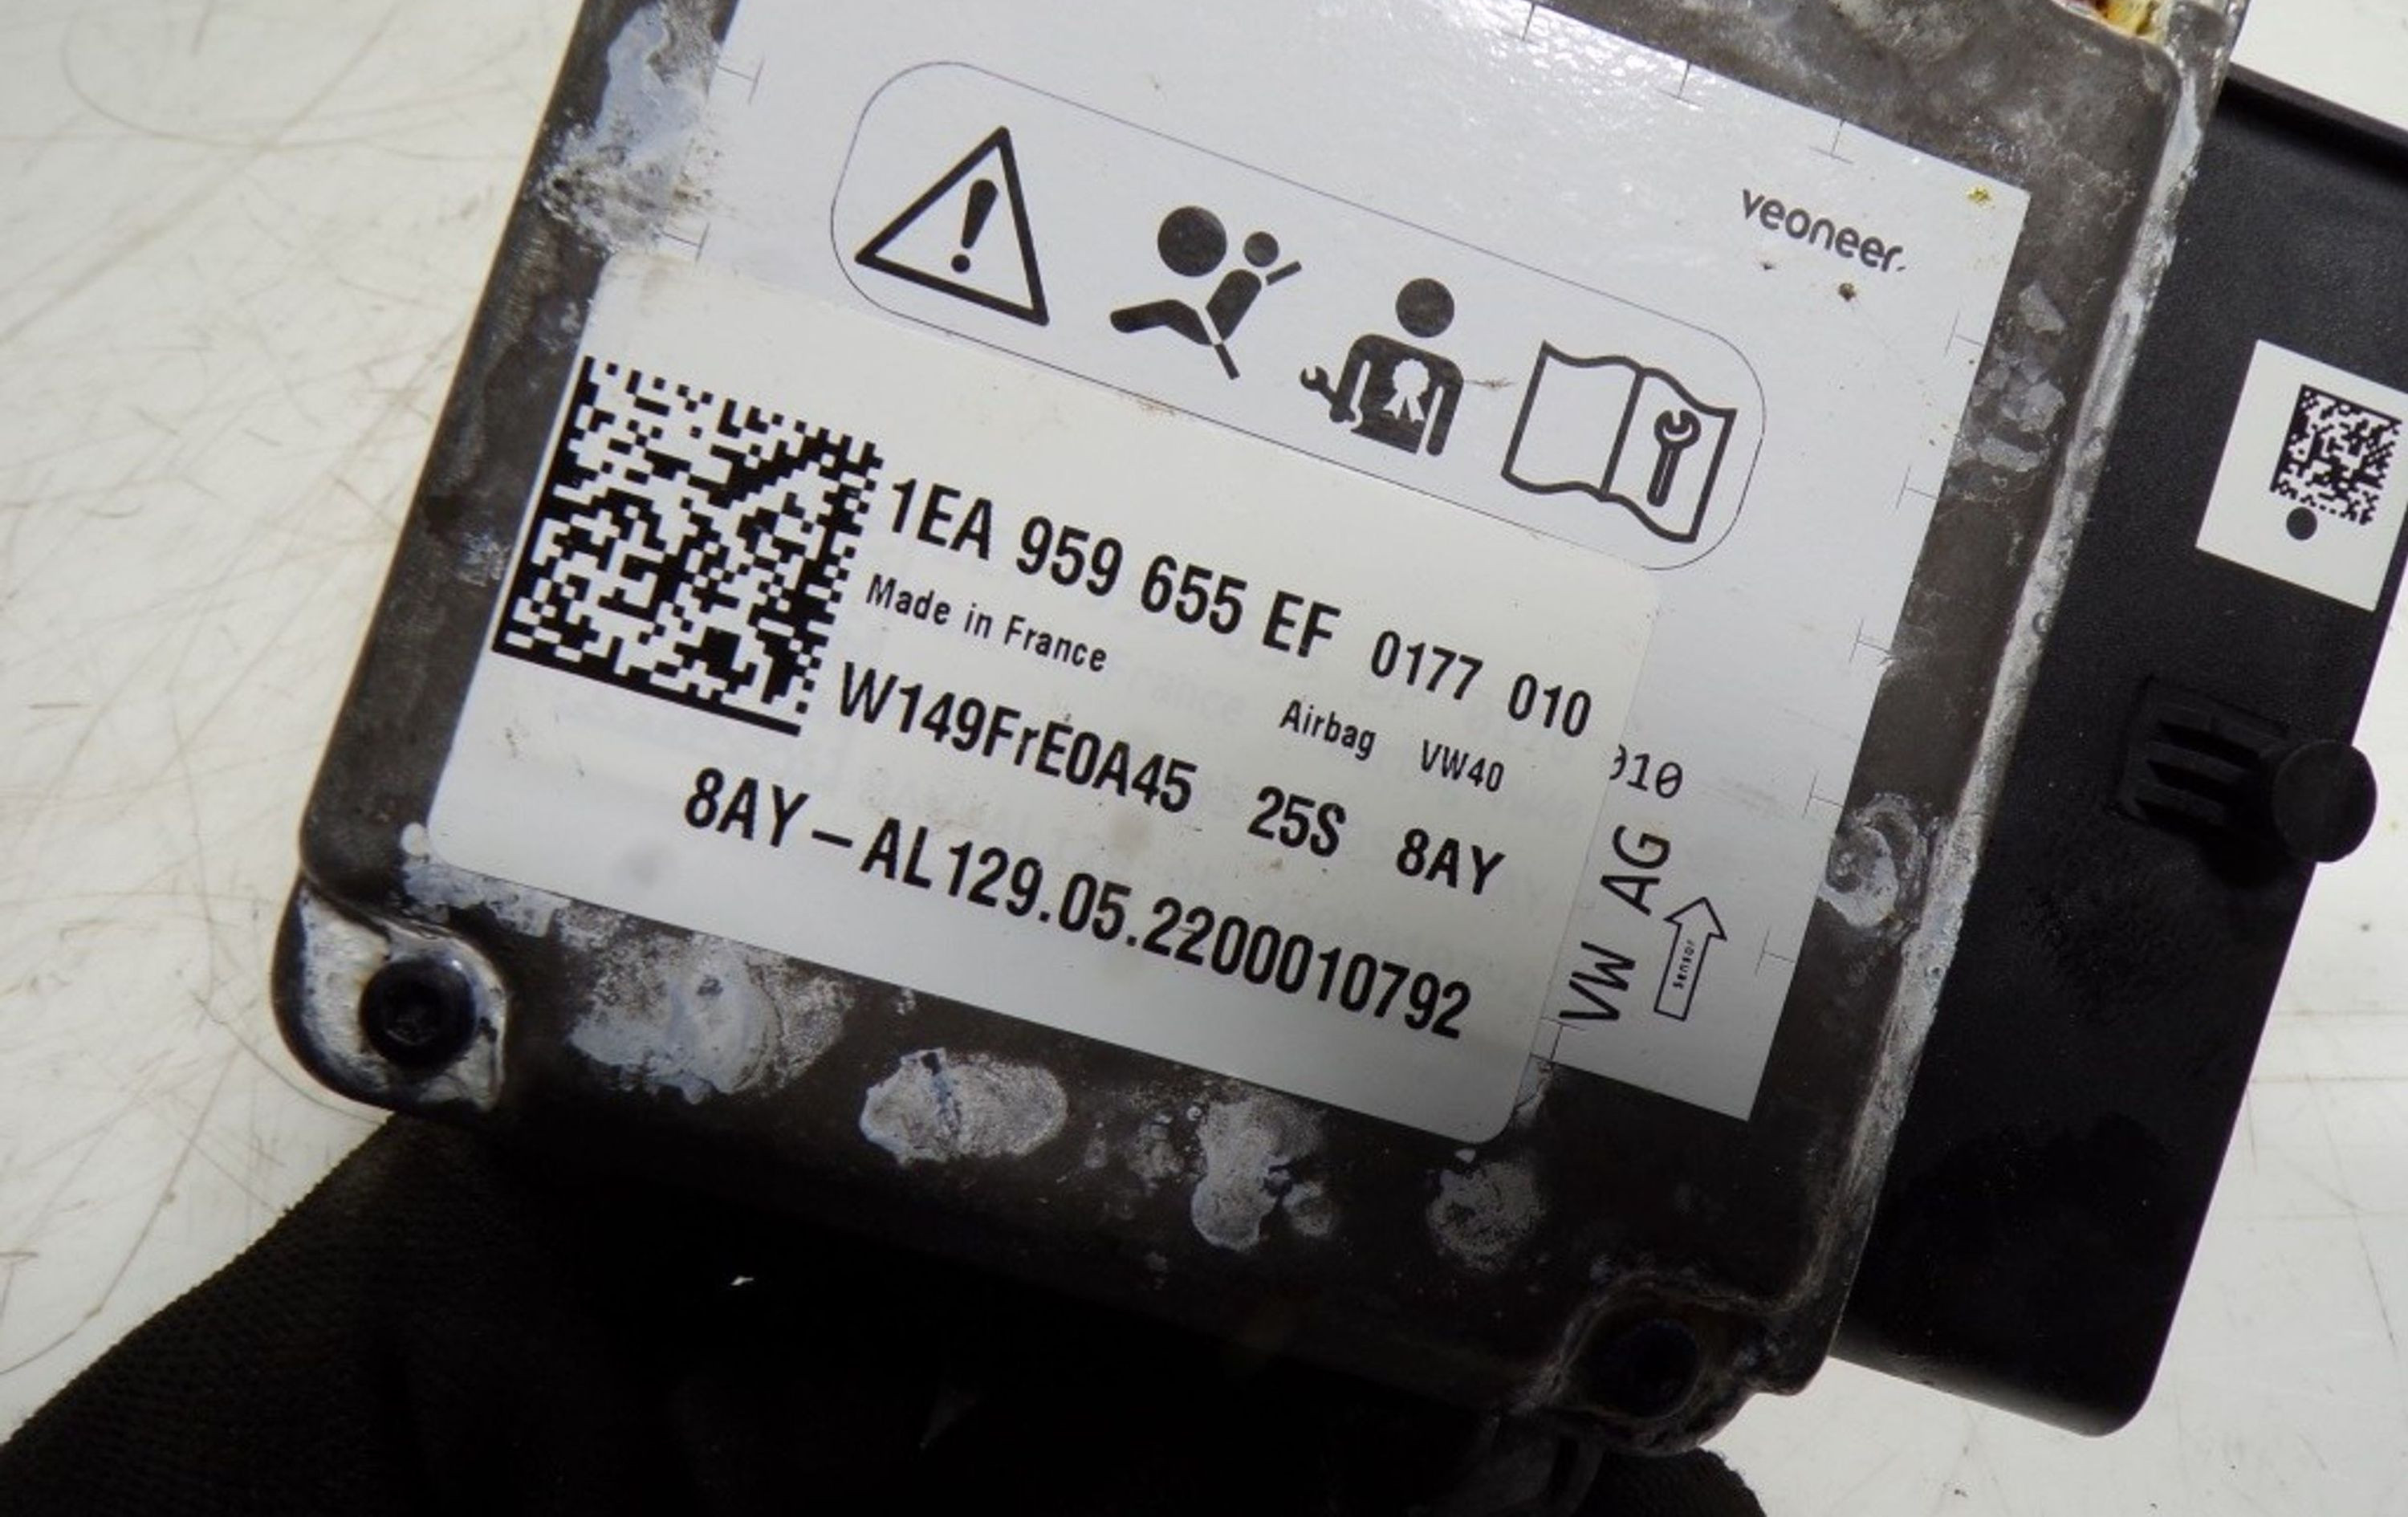 veoneer
1EA 959 655 EF 0177 010
Made in France
Airbag VW40
W149FrE0A45 25S 8AY
8AY-AL129.05.2200010792
910
VW AG
Sensor